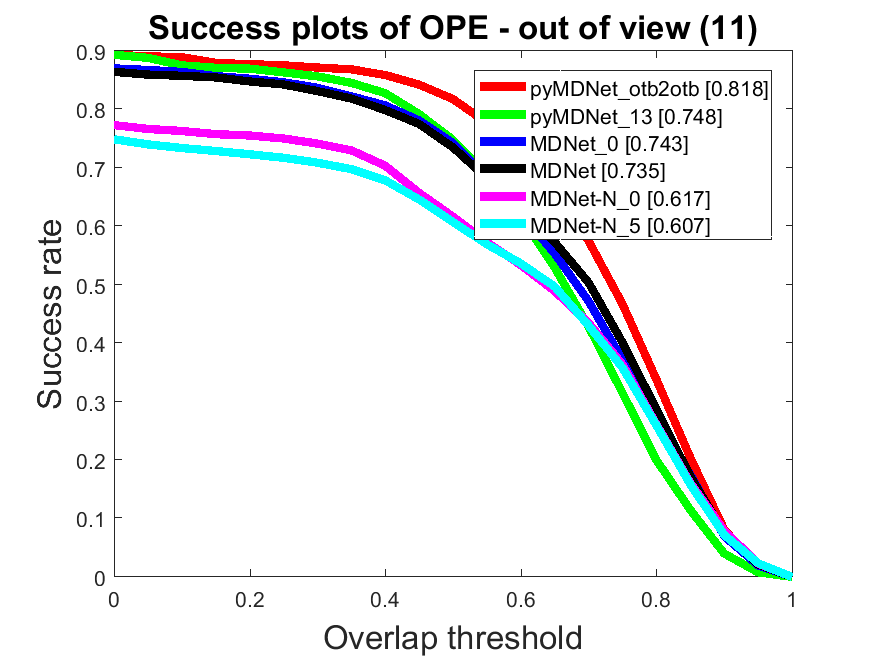 Success plots of OPE - out of view (11)
0.9
0.8
0.7
0.6
0.5
0.4
0.3
0.2
0.1
0
Success rate
pyMDNet_otb2otb [0.818]
pyMDNet_13 [0.748]
MDNet_0 [0.743]
MDNet [0.735]
MDNet-N_0 [0.617]
MDNet-N_5 [0.607]
0 0.2 0.4 0.6 0.8 1
Overlap threshold